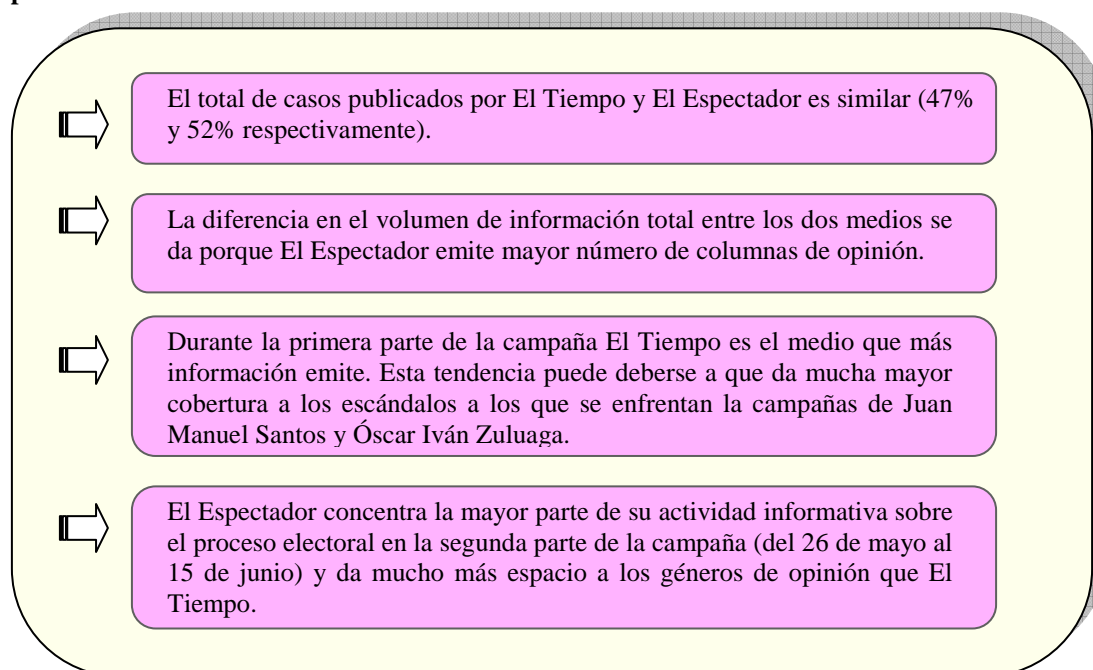 El total de casos publicados por El Tiempo y El Espectador es similar (47%
y 52% respectivamente).
La diferencia en el volumen de información total entre los dos medios se
da porque El Espectador emite mayor número de columnas de opinión.
Durante la primera parte de la campaña El Tiempo es el medio que más
información emite. Esta tendencia puede deberse a que da mucha mayor
cobertura a los escándalos a los que se enfrentan la campañas de Juan
Manuel Santos y Óscar Iván Zuluaga.
El Espectador concentra la mayor parte de su actividad informativa sobre
el proceso electoral en la segunda parte de la campaña (del 26 de mayo al
15 de junio) y da mucho más espacio a los géneros de opinión que El
Tiempo.